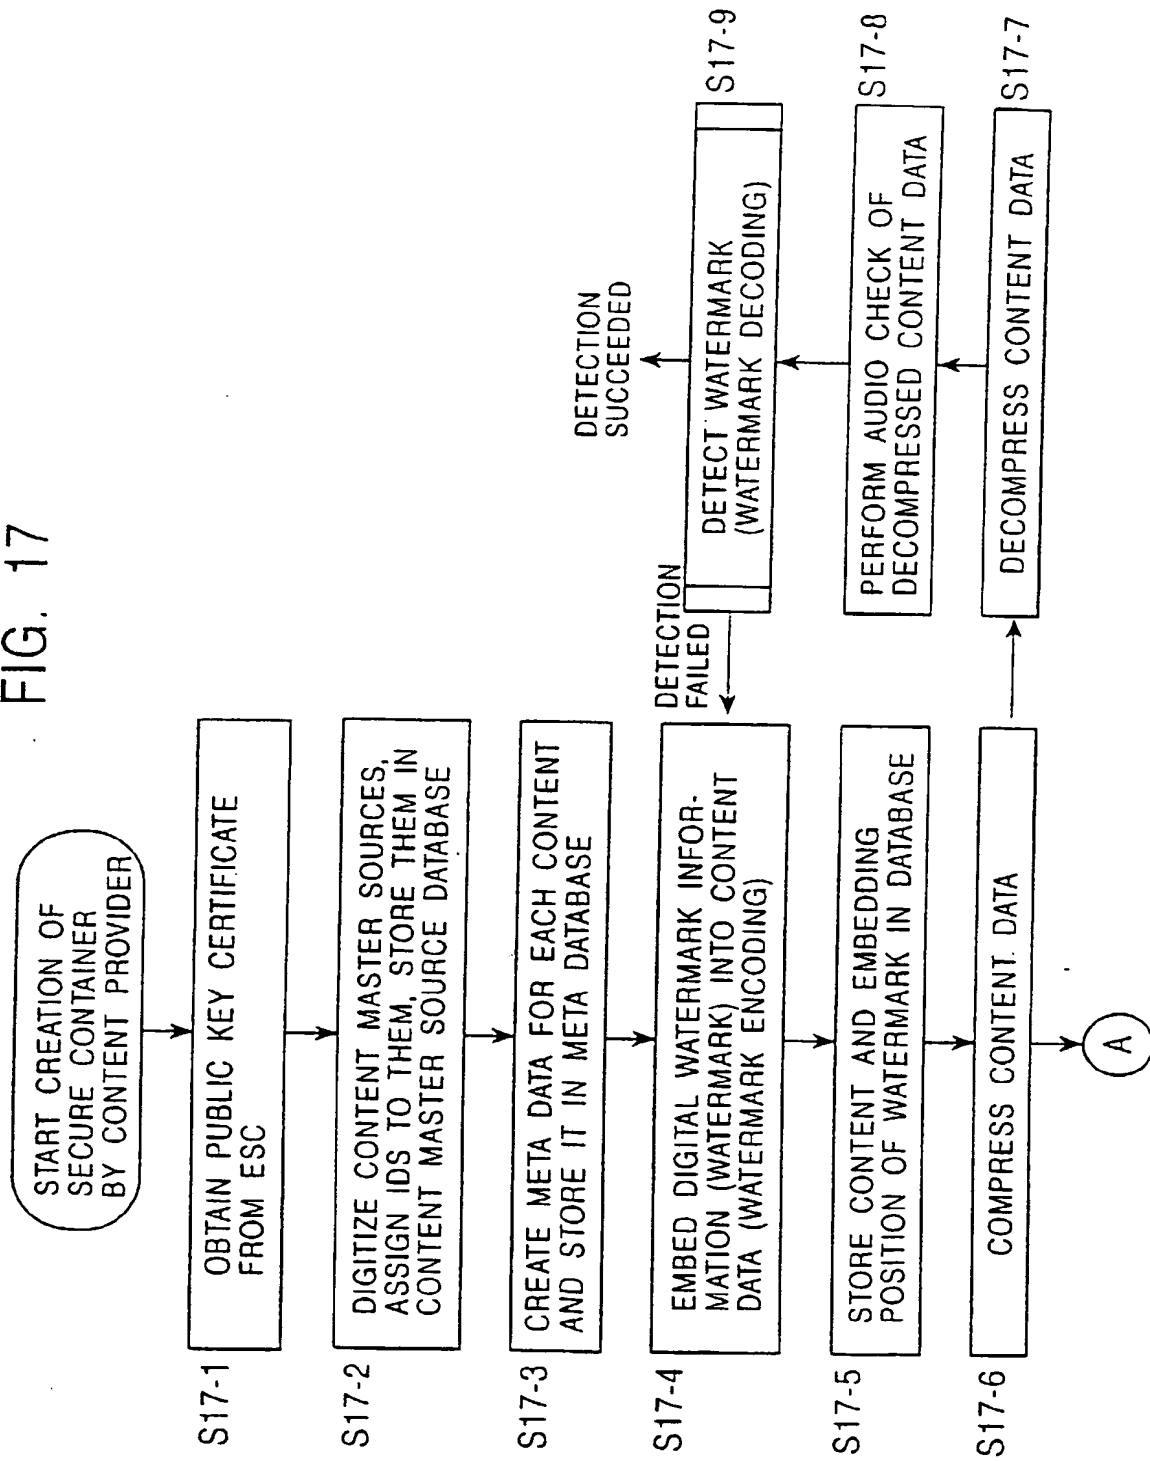 FIG. 17
START CREATION OF
SECURE CONTAINER
BY CONTENT PROVIDER
S17-1
OBTAIN PUBLIC KEY CERTIFICATE
FROM ESC
S17-2
DIGITIZE CONTENT MASTER SOURCES,
ASSIGN IDS TO THEM, STORE THEM IN
CONTENT MASTER SOURCE DATABASE
S17-3
CREATE META DATA FOR EACH CONTENT
AND STORE IT IN META DATABASE
S17-4
EMBED DIGITAL WATERMARK INFOR-
MATION (WATERMARK) INTO CONTENT
DATA (WATERMARK ENCODING)
S17-5
STORE CONTENT AND EMBEDDING
POSITION OF WATERMARK IN DATABASE
S17-6
COMPRESS CONTENT DATA
A
DETECTION
SUCCEEDED
DETECTION
FAILED
DETECT WATERMARK
(WATERMARK DECODING)
S17-9
PERFORM AUDIO CHECK OF
DECOMPRESSED CONTENT DATA
S17-8
DECOMPRESS CONTENT DATA
S17-7